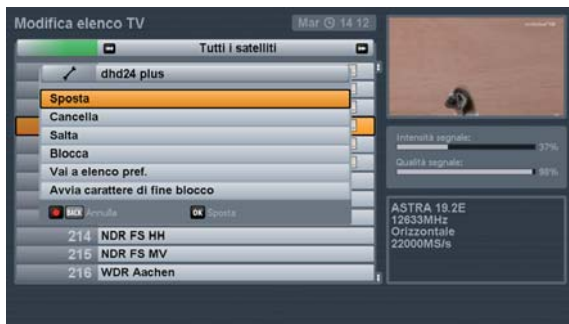 Modifica elenco TV
Mar 14 12
Tutti i satelliti
dhd24 plus
Sposta
Cancella
Salta
Blocca
Vai a elenco pref.
Avvia carattere di fine blocco
BACK Annulla OK Sposta
214 NDR FS HH
215 NDR FS MV
216 WDR Aachen
Intensità segnale:
37%
Qualità segnale:
98%
ASTRA 19.2E
12633MHz
Orizzontale
22000MS/s